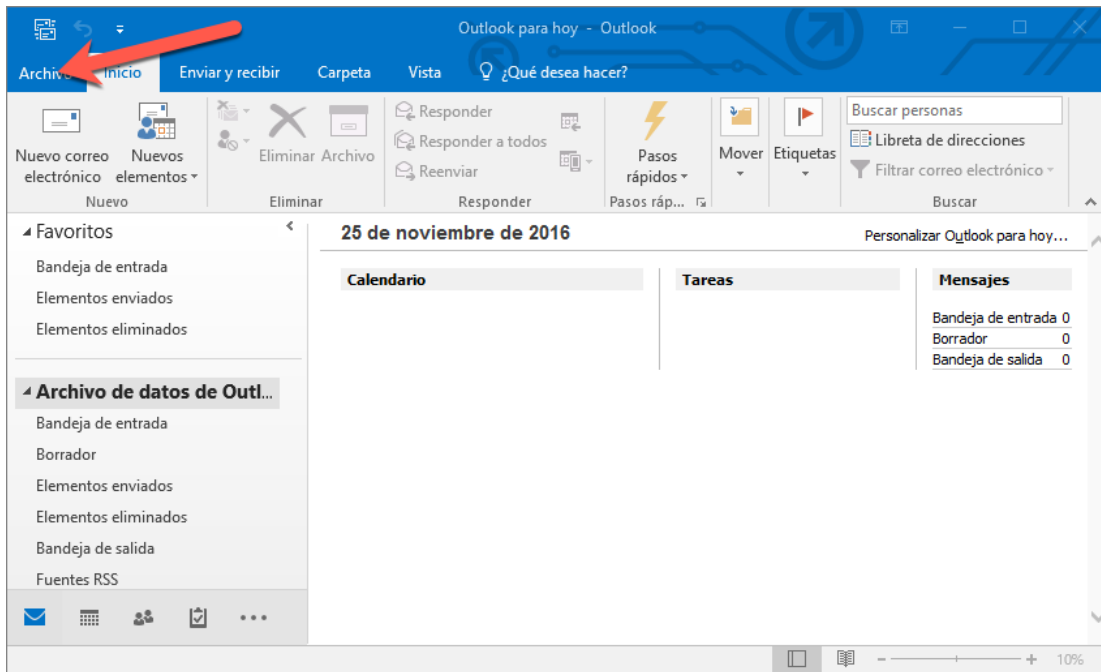 Outlook para hoy - Outlook
Archivo Inicio Enviar y recibir Carpeta Vista ¿Qué desea hacer?
Nuevo correo electrónico
Nuevos elementos
Nuevo
Eliminar Archivo
Eliminar
Responder
Responder a todos
Reenviar
Responder
Pasos rápidos
Pasos ráp...
Mover
Etiquetas
Buscar personas
Libreta de direcciones
Filtrar correo electrónico
Buscar
Favoritos
Bandeja de entrada
Elementos enviados
Elementos eliminados
Archivo de datos de Outl...
Bandeja de entrada
Borrador
Elementos enviados
Elementos eliminados
Bandeja de salida
Fuentes RSS
25 de noviembre de 2016
Personalizar Outlook para hoy...
Calendario
Tareas
Mensajes
Bandeja de entrada 0
Borrador 0
Bandeja de salida 0
10%